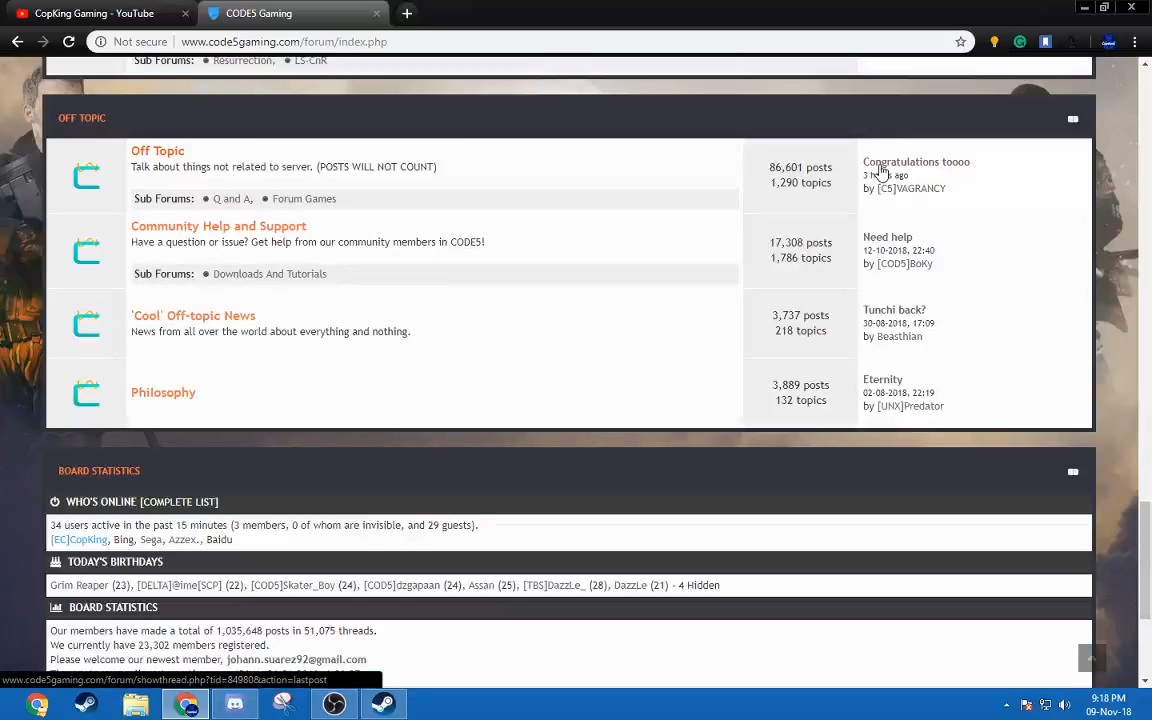 CopKing Gaming - YouTube
CODE5 Gaming
Not secure
www.code5gaming.com/forum/index.php
Sub Forums: Resurrection, LS-CnR
OFF TOPIC
Off Topic
Talk about things not related to server. (POSTS WILL NOT COUNT)
Sub Forums: Q and A, Forum Games
86,601 posts
1,290 topics
Congratulations toooo
ago
by [C5]VAGRANCY
Community Help and Support
Have a question or issue? Get help from our community members in CODE5!
Sub Forums: Downloads And Tutorials
17,308 posts
1,786 topics
Need help
12-10-2018, 22:40
by [COD5]BoKy
'Cool' Off-topic News
News from all over the world about everything and nothing.
3,737 posts
218 topics
Tunchi back?
30-08-2018, 17:09
by Beasthian
Philosophy
3,889 posts
132 topics
Eternity
02-08-2018, 22:19
by [UNX]Predator
BOARD STATISTICS
WHO'S ONLINE [COMPLETE LIST]
34 users active in the past 15 minutes (3 members, 0 of whom are invisible, and 29 guests).
[EC]CopKing, Bing, Sega, Azzex., Baidu
TODAY'S BIRTHDAYS
Grim Reaper (23), [DELTA]@ime[SCP] (22), [COD5]Skater_Boy (24), [COD5]dzgapaan (24), Assan (25), [TBS]DazzLe_ (28), DazzLe (21) - 4 Hidden
BOARD STATISTICS
Our members have made a total of 1,035,648 posts in 51,075 threads.
We currently have 23,302 members registered.
Please welcome our newest member, johann.suarez92@gmail.com
www.code5gaming.com/forum/showthread.php?tid=84980&action=lastpost
9:18 PM
09-Nov-18